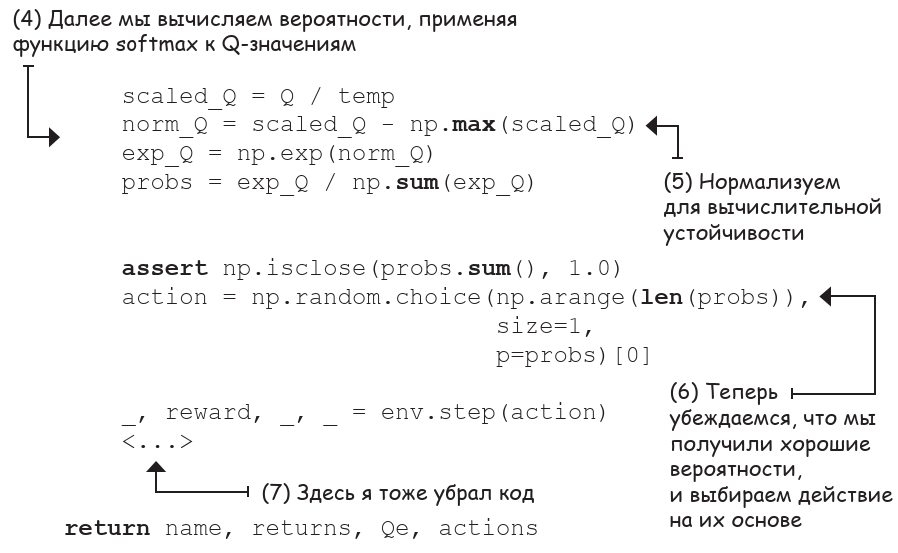 (4) Далее мы вычисляем вероятности, применяя
функцию softmax к Q-значениям
scaled_Q = Q / temp
norm_Q = scaled_Q - np.max(scaled_Q)
exp_Q = np.exp(norm_Q)
probs = exp_Q / np.sum(exp_Q)
(5) Нормализуем
для вычислительной
устойчивости
assert np.isclose(probs.sum(), 1.0)
action = np.random.choice(np.arange(len(probs)),
size=1,
p=probs)[0]
(6) Теперь
убеждаемся, что мы
получили хорошие
вероятности,
и выбираем действие
на их основе
_, reward, _, _ = env.step(action)
<...>
(7) Здесь я тоже убрал код
return name, returns, Qe, actions